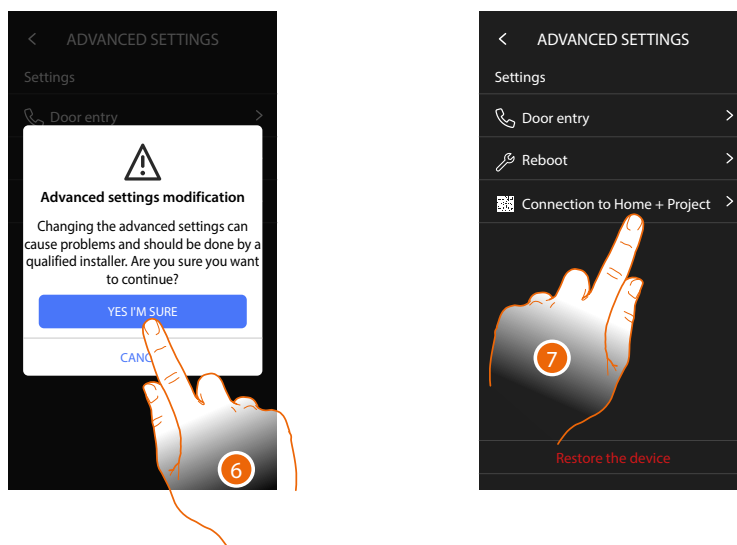 ADVANCED SETTINGS
Settings
Door entry
Advanced settings modification
Changing the advanced settings can
cause problems and should be done by a
qualified installer. Are you sure you want
to continue?
YES I'M SURE
CANC
6
ADVANCED SETTINGS
Settings
Door entry
Reboot
Connection to Home + Project
7
Restore the device